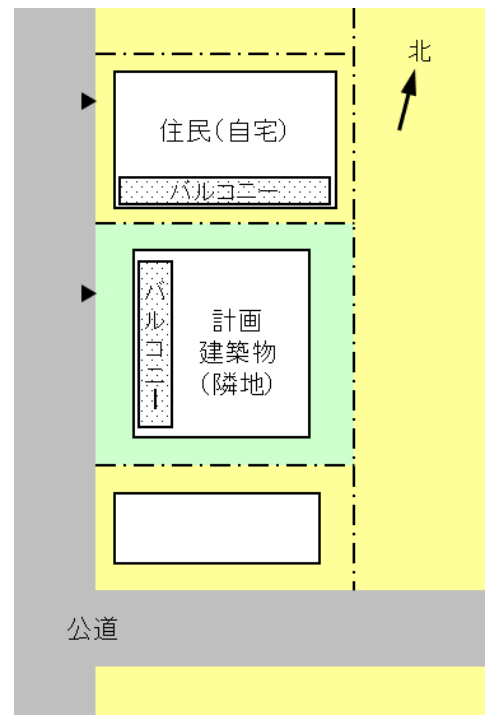 北
住民(自宅)
バルコニー
バルコニー
計画
建築物
(隣地)
公道